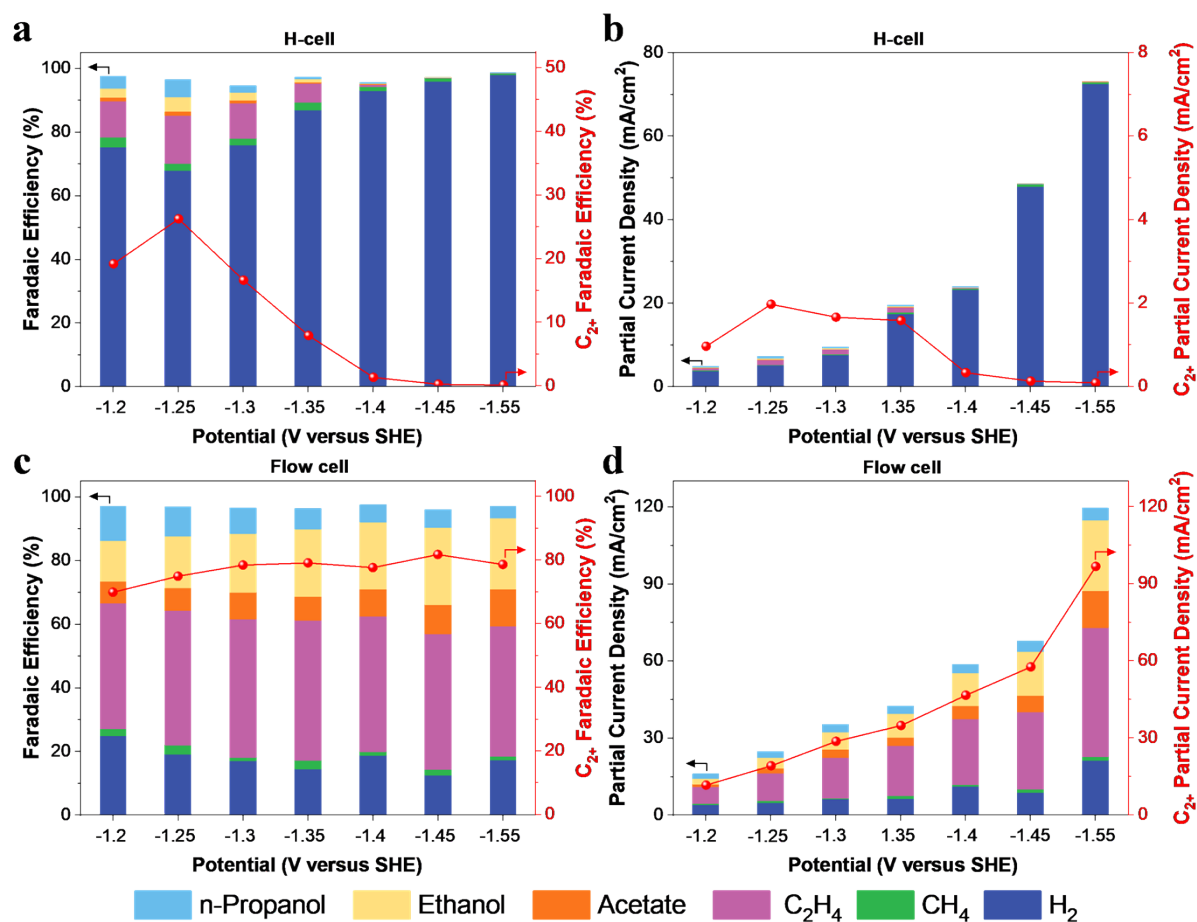 a
H-cell
Faradaic Efficiency (%)
100
80
60
40
20
0
50
40
30
20
10
0
C₂₊ Faradaic Efficiency (%)
-1.2 -1.25 -1.3 -1.35 -1.4 -1.45 -1.55
Potential (V versus SHE)
b
H-cell
Partial Current Density (mA/cm²)
80
60
40
20
0
8
6
4
2
0
C₂₊ Partial Current Density (mA/cm²)
-1.2 -1.25 -1.3 1.35 -1.4 -1.45 -1.55
Potential (V versus SHE)
c
Flow cell
Faradaic Efficiency (%)
100
80
60
40
20
0
100
80
60
40
20
0
C₂₊ Faradaic Efficiency (%)
-1.2 -1.25 -1.3 -1.35 -1.4 -1.45 -1.55
Potential (V versus SHE)
d
Flow cell
Partial Current Density (mA/cm²)
120
90
60
30
0
120
90
60
30
0
C₂₊ Partial Current Density (mA/cm²)
-1.2 -1.25 -1.3 1.35 -1.4 -1.45 -1.55
Potential (V versus SHE)
n-Propanol Ethanol Acetate C₂H₄ CH₄ H₂